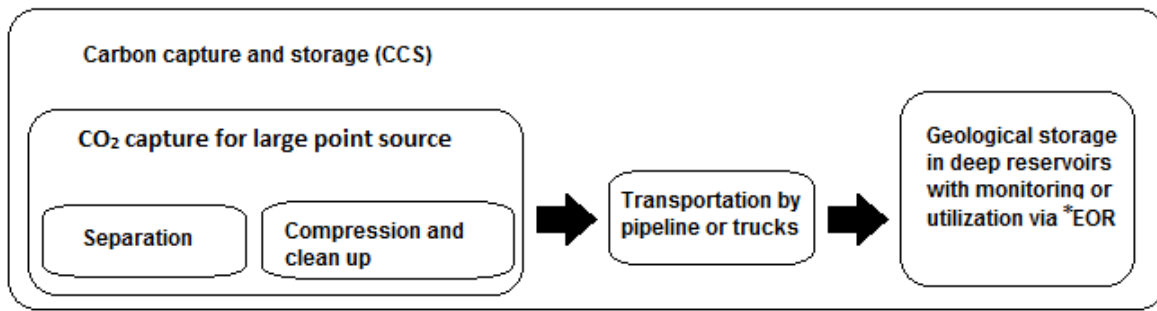 Carbon capture and storage (CCS)
CO₂ capture for large point source
Separation
Compression and
clean up
Transportation by
pipeline or trucks
Geological storage
in deep reservoirs
with monitoring or
utilization via *EOR